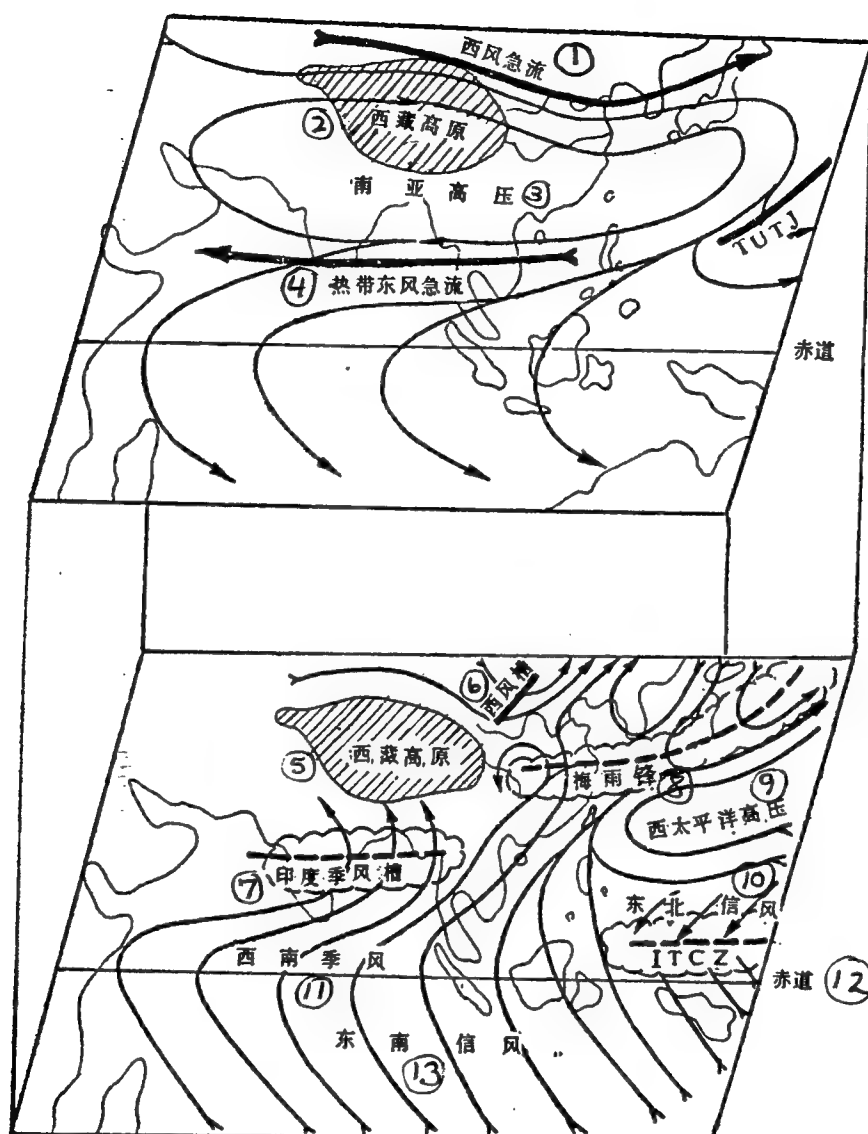 西风急流 ①
② 西藏高原
南亚高压 ③
TUTJ
④ 热带东风急流
赤道
⑥ 西风槽
⑤ 西藏高原
梅雨锋 ⑧
⑨
西太平洋高压
⑦ 印度季风槽
⑩
东北信风
西南季风
ITCZ
⑪
赤道 ⑫
东南信风
⑬